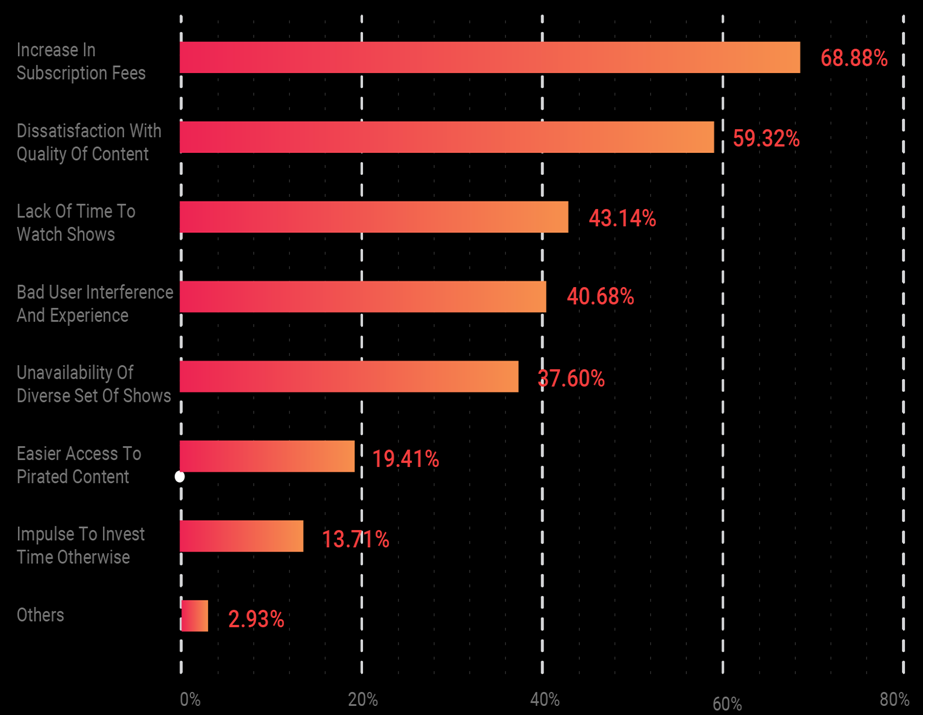 Increase In
Subscription Fees
68.88%
Dissatisfaction With
Quality Of Content
59.32%
Lack Of Time To
Watch Shows
43.14%
Bad User Interference
And Experience
40.68%
Unavailability Of
Diverse Set Of Shows
37.60%
Easier Access To
Pirated Content
19.41%
Impulse To Invest
Time Otherwise
13.71%
Others
2.93%
0% 20% 40% 60% 80%